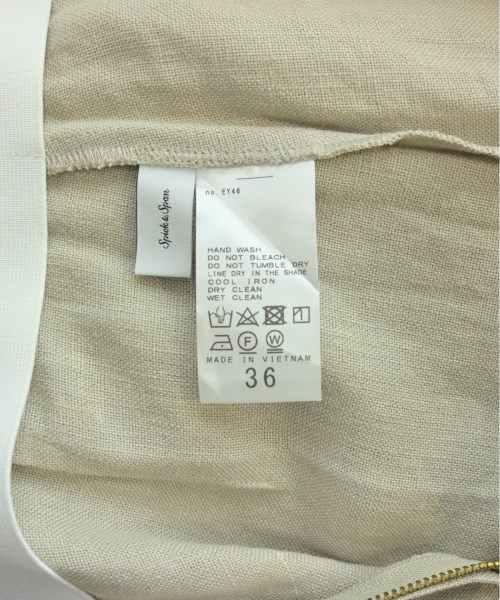 Spick & Span
no. EY46
HAND WASH
DO NOT BLEACH
DO NOT TUMBLE DRY
LINE DRY IN THE SHADE
COOL IRON
DRY CLEAN
WET CLEAN
F W
MADE IN VIETNAM
36